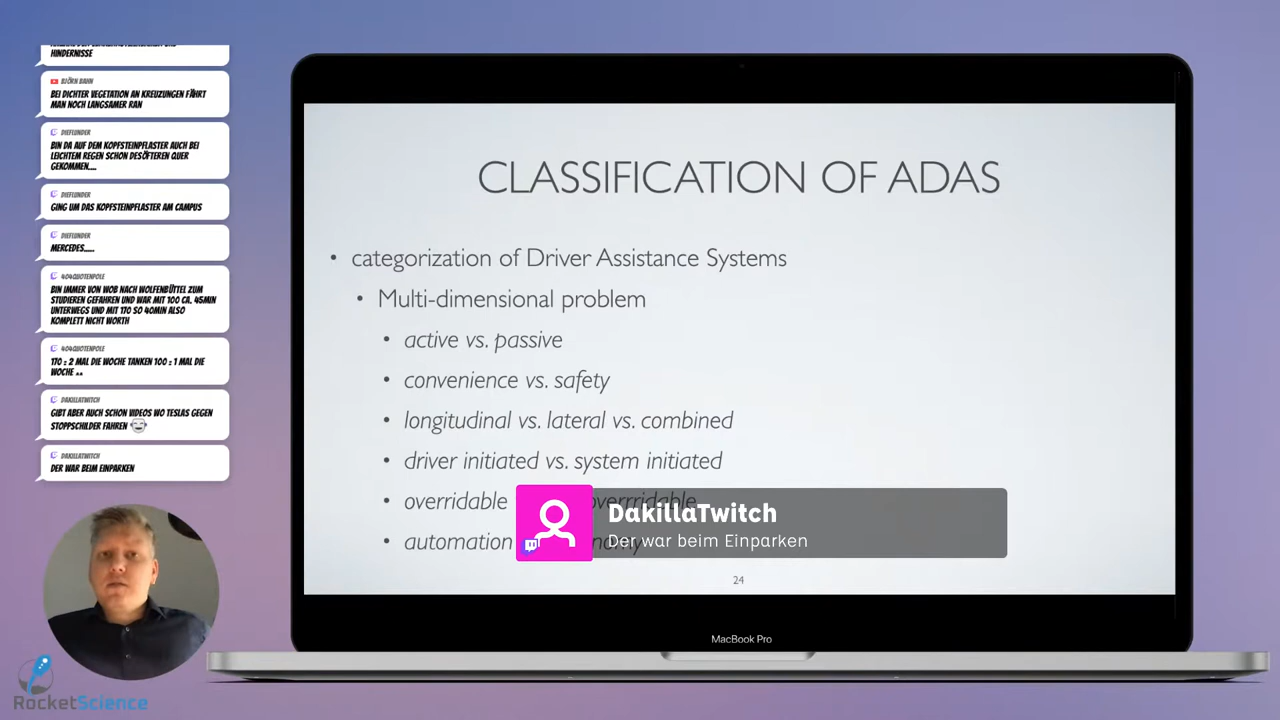 HINDERNISSE
BJÖRN BAHN
BEI DICHTER VEGETATION AN KREUZUNGEN FÄHRT
MAN NOCH LANGSAMER RAN
DIEFLUNDER
BIN DA AUF DEM KOPFSTEINPFLASTER AUCH BEI
LEICHTEM REGEN SCHON DESÖFTEREN QUER
GEKOMMEN....
DIEFLUNDER
GING UM DAS KOPFSTEINPFLASTER AM CAMPUS
DIEFLUNDER
MERCEDES.....
404QUOTENPOLE
BIN IMMER VON WOB NACH WOLFENBÜTTEL ZUM
STUDIEREN GEFAHREN UND WAR MIT 100 CA. 45MIN
UNTERWEGS UND MIT 170 SO 40MIN ALSO
KOMPLETT NICHT WORTH
404QUOTENPOLE
170 = 2 MAL DIE WOCHE TANKEN 100 = 1 MAL DIE
WOCHE ^^
DAKILLATWITCH
GIBT ABER AUCH SCHON VIDEOS WO TESLAS GEGEN
STOPPSCHILDER FAHREN
DAKILLATWITCH
DER WAR BEIM EINPARKEN
CLASSIFICATION OF ADAS
• categorization of Driver Assistance Systems
• Multi-dimensional problem
• active vs. passive
• convenience vs. safety
• longitudinal vs. lateral vs. combined
• driver initiated vs. system initiated
• overridable
• automation
DakillaTwitch
Der war beim Einparken
24
MacBook Pro
RocketScience